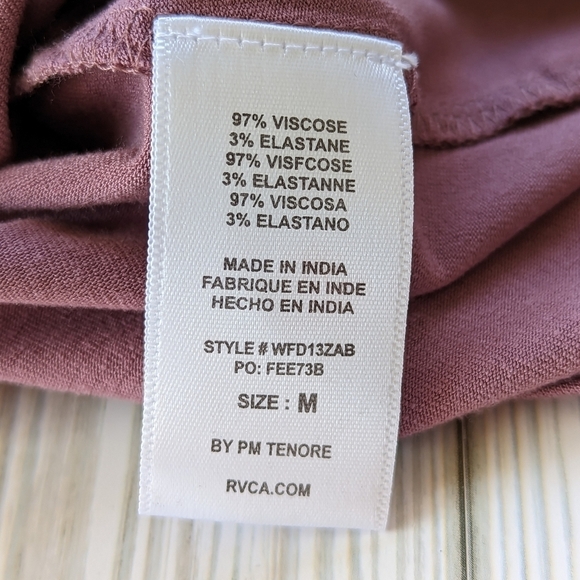 97% VISCOSE
3% ELASTANE
97% VISFCOSE
3% ELASTANNE
97% VISCOSA
3% ELASTANO
MADE IN INDIA
FABRIQUE EN INDE
HECHO EN INDIA
STYLE # WFD13ZAB
PO: FEE73B
SIZE : M
BY PM TENORE
RVCA.COM